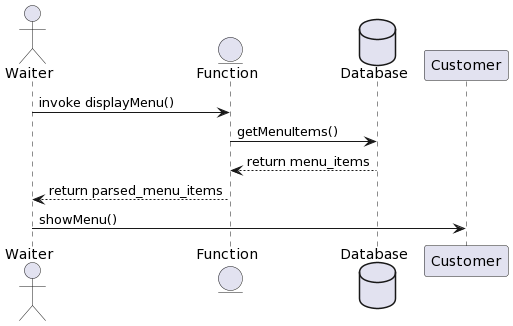 Waiter
Function
Database
Customer
invoke displayMenu()
getMenuItems()
return menu_items
return parsed_menu_items
showMenu()
Waiter
Function
Database
Customer